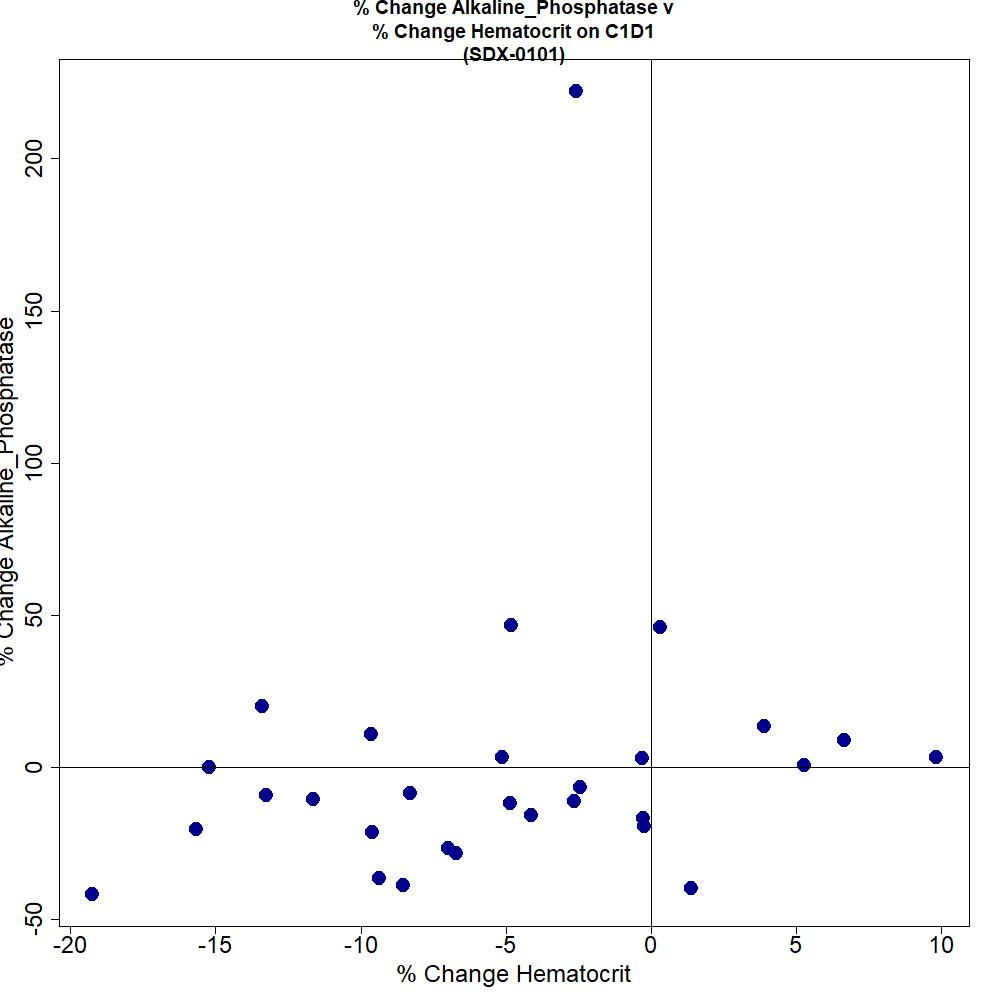 % Change Alkaline_Phosphatase v
% Change Hematocrit on C1D1
(SDX-0101)
% Change Alkaline_Phosphatase
200
150
100
50
0
-50
-20 -15 -10 -5 0 5 10
% Change Hematocrit